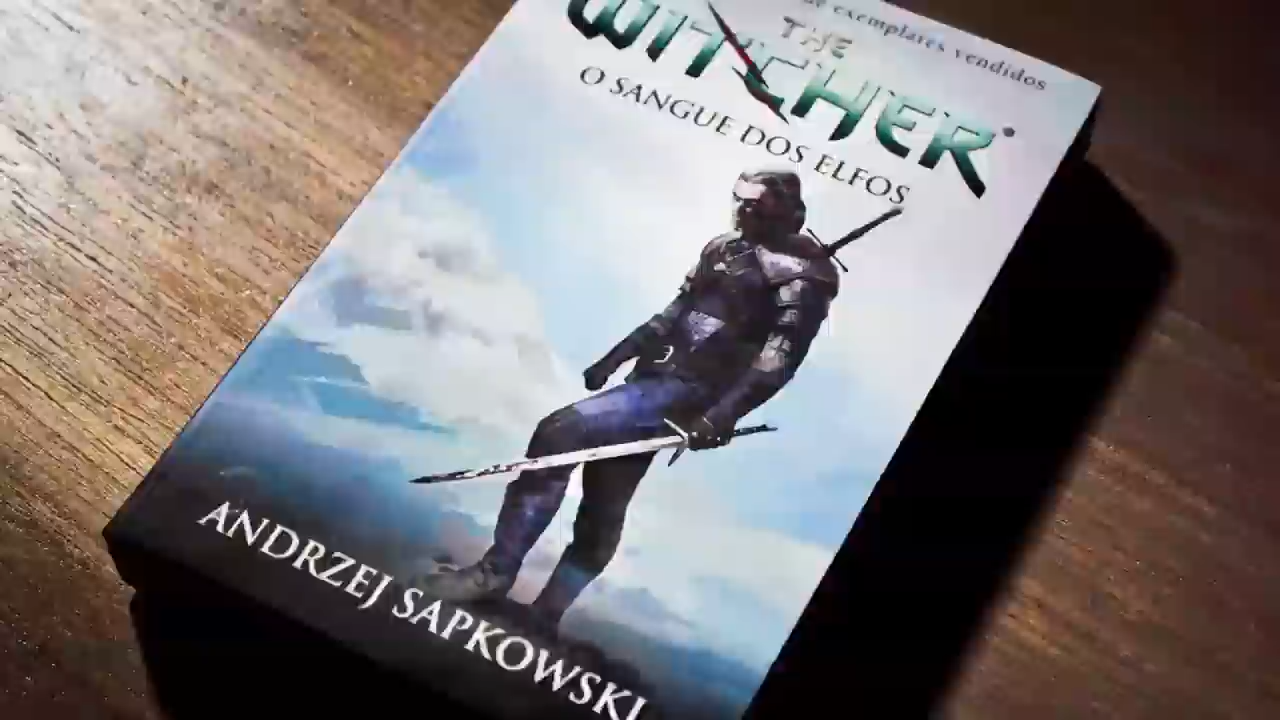 exemplares vendidos
THE
WITCHER
O SANGUE DOS ELFOS
ANDRZEJ SAPKOWSKI